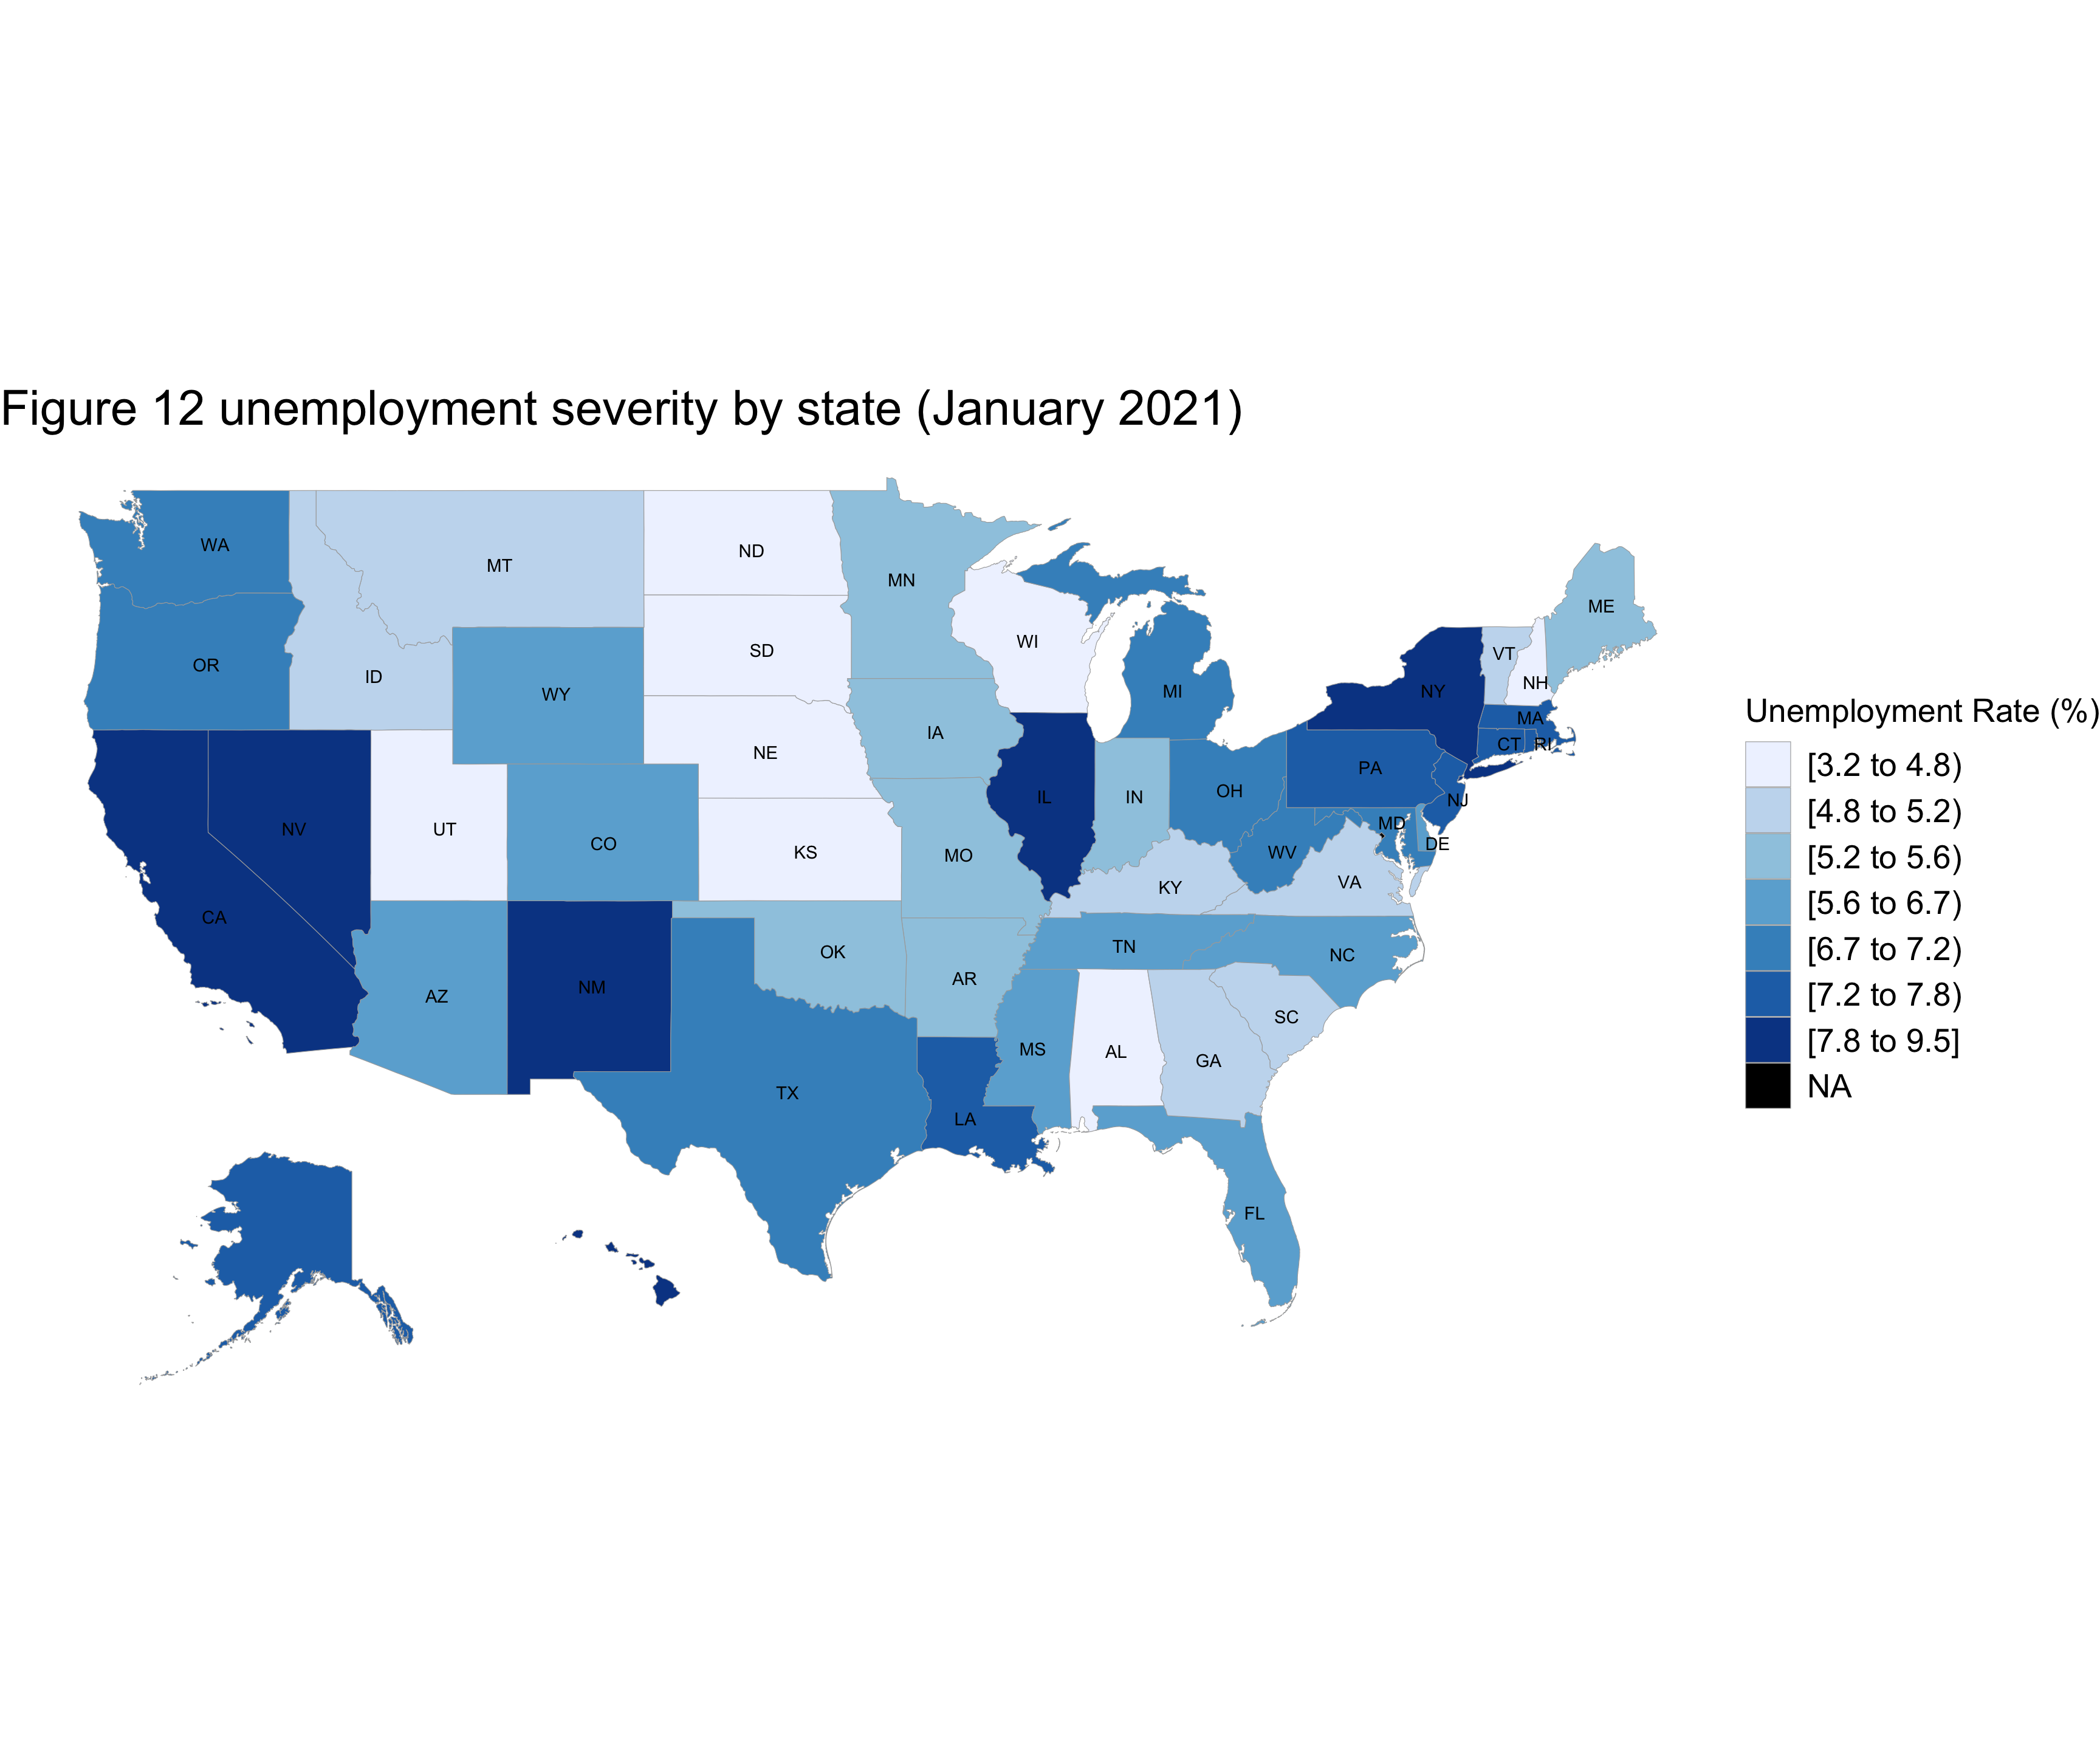 Figure 12 unemployment severity by state (January 2021)
WA
MT
ND
MN
ME
OR
ID
SD
WI
VT
WY
MI
NY
NH
MA
IA
CT
RI
NE
PA
OH
IL
IN
NJ
NV
UT
MD
CO
KS
MO
WV
DE
KY
VA
CA
OK
TN
NC
AZ
NM
AR
SC
MS
AL
GA
TX
LA
FL
Unemployment Rate (%)
[3.2 to 4.8)
[4.8 to 5.2)
[5.2 to 5.6)
[5.6 to 6.7)
[6.7 to 7.2)
[7.2 to 7.8)
[7.8 to 9.5]
NA